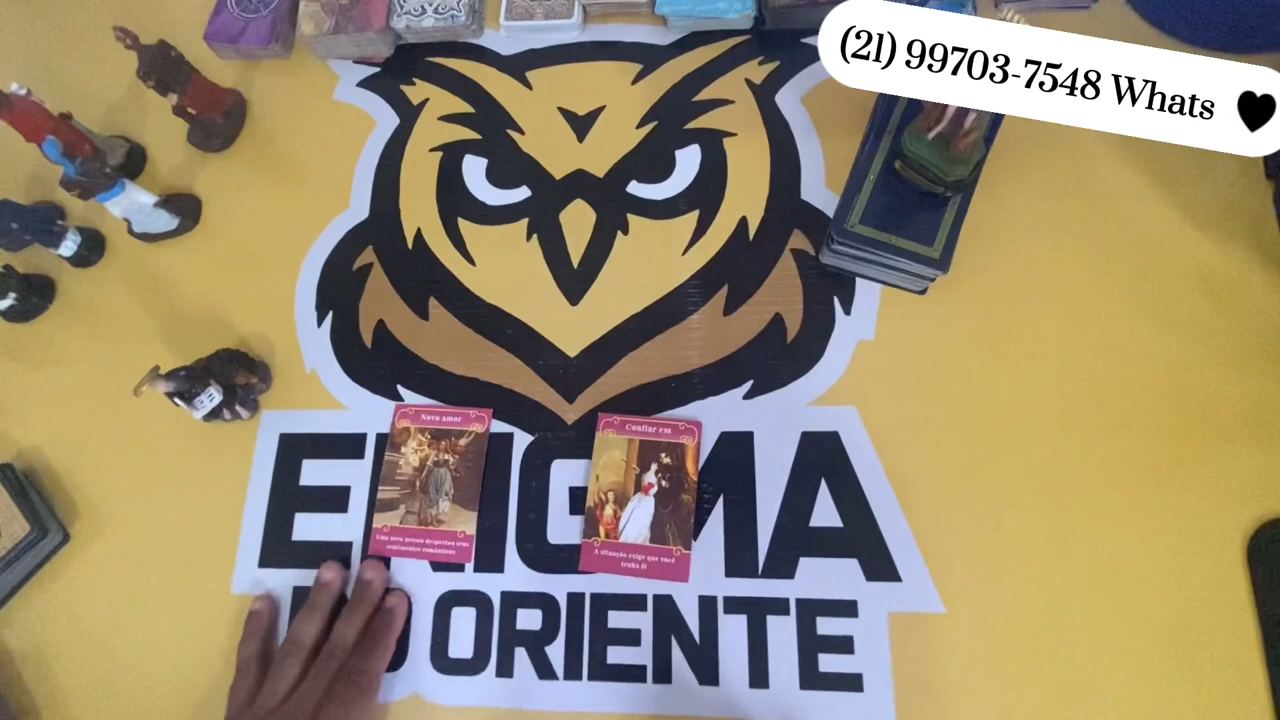 (21) 99703-7548 Whats
Novo amor
Uma nova pessoa despertou seus
sentimentos românticos
Confiar em
A situação exige que você
tenha fé
ENIGMA
DO ORIENTE